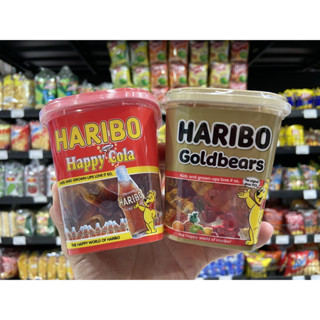 HARIBO
Happy Cola
KIDS AND GROWN-UPS LOVE IT SO,
HARIBO
THE HAPPY WORLD OF HARIBO
HARIBO
Goldbears
Kids and grown-ups love it so,
the happy world of Haribo!